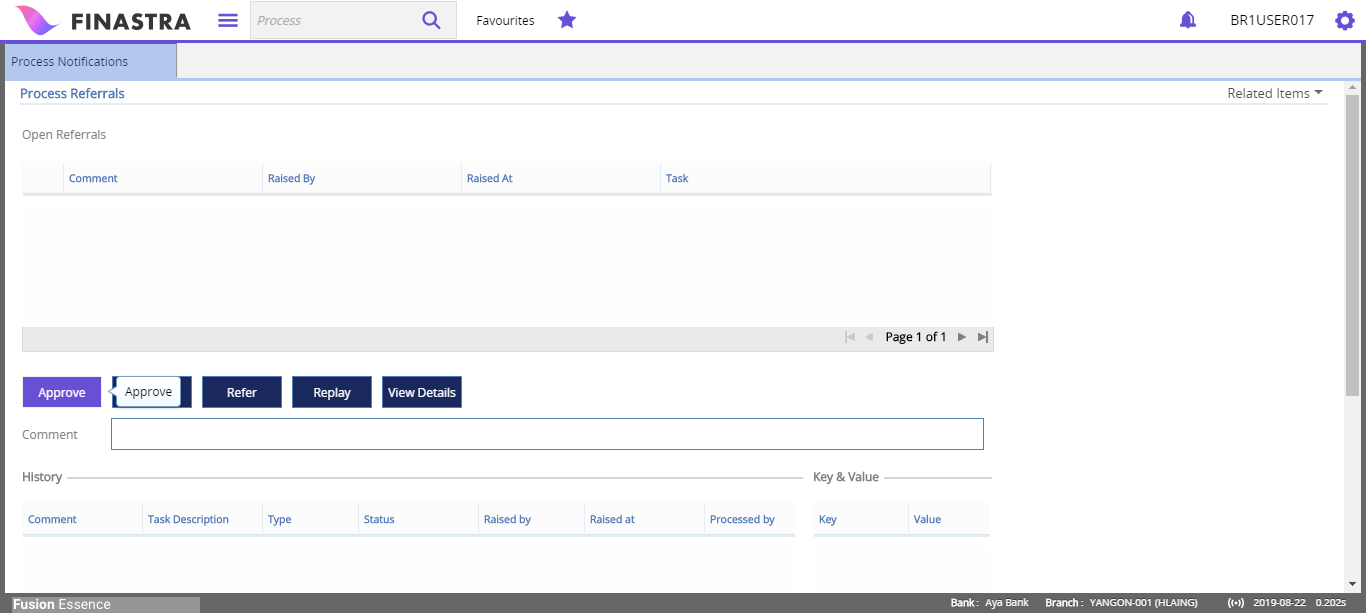 FINASTRA
Process
Favourites
BR1USER017
Process Notifications
Process Referrals
Related Items
Open Referrals
Comment Raised By Raised At Task
Page 1 of 1
Approve Approve Refer Replay View Details
Comment
History Key & Value
Comment Task Description Type Status Raised by Raised at Processed by Key Value
Fusion Essence Bank : Aya Bank Branch : YANGON-001 (HLAING) 2019-08-22 0.202s